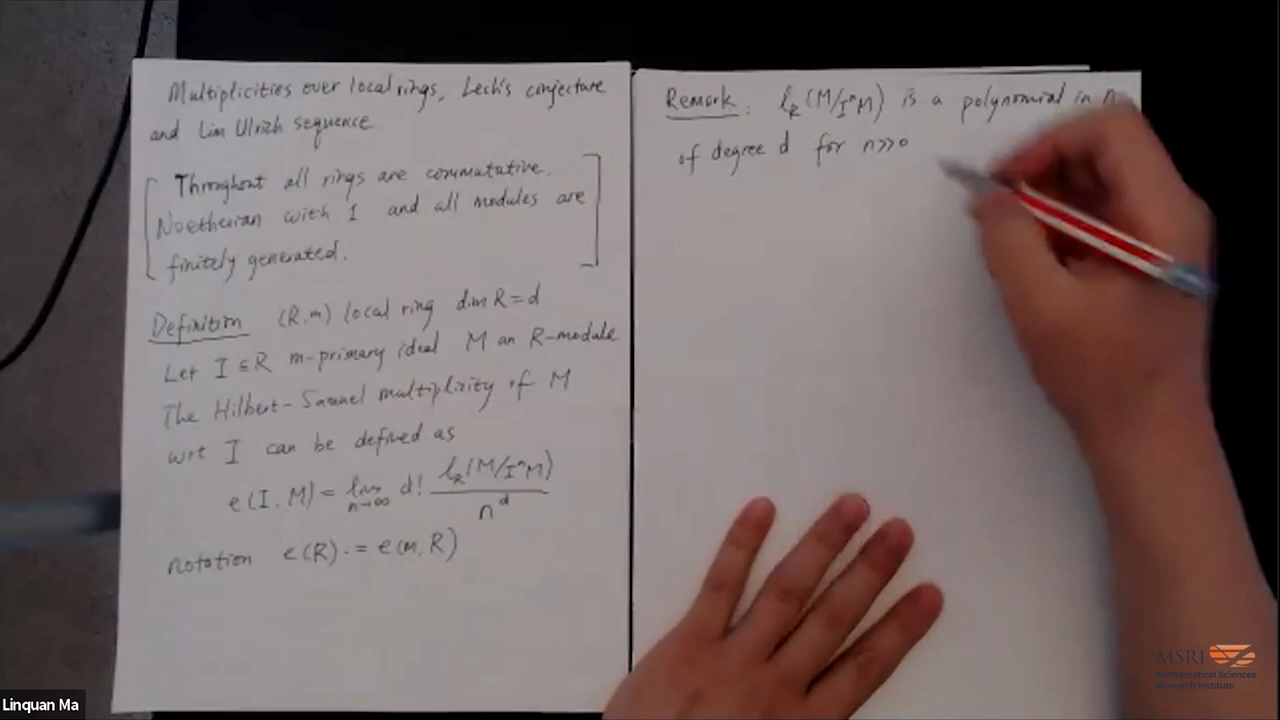 Multiplicities over local rings, Lech's conjecture
and Lim Ulrich sequence
Throughout all rings are commutative,
Noetherian with 1 and all modules are
finitely generated.
Definition (R,m) local ring dim R = d
Let I ⊆ R m-primary ideal M an R-module
The Hilbert-Samuel multiplicity of M
wrt I can be defined as
e(I,M) = lim_{n→∞} d! l_R(M/I^nM) / n^d
notation e(R) := e(m,R)
Remark: l_R(M/I^nM) is a polynomial in n
of degree d for n>>0
MSRI
Mathematical Sciences
Research Institute
Linquan Ma